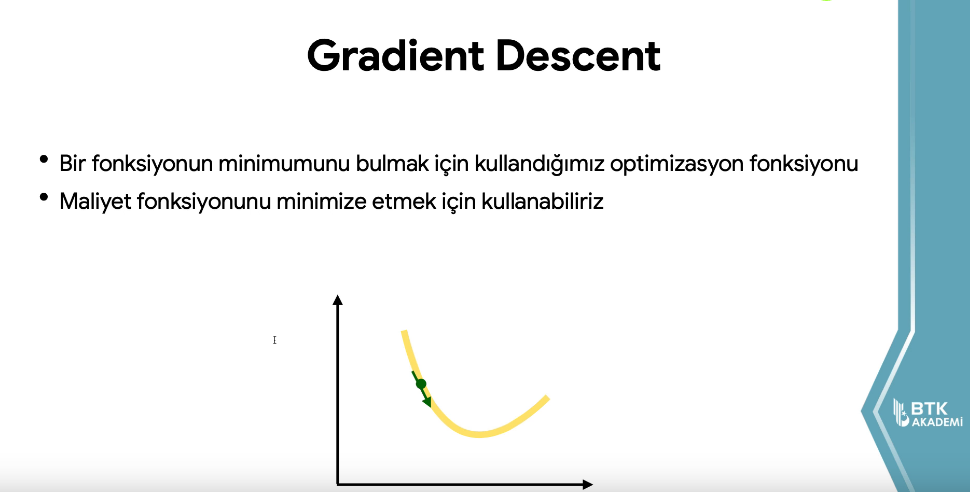 Gradient Descent
• Bir fonksiyonun minimumunu bulmak için kullandığımız optimizasyon fonksiyonu
• Maliyet fonksiyonunu minimize etmek için kullanabiliriz
BTK
AKADEMİ